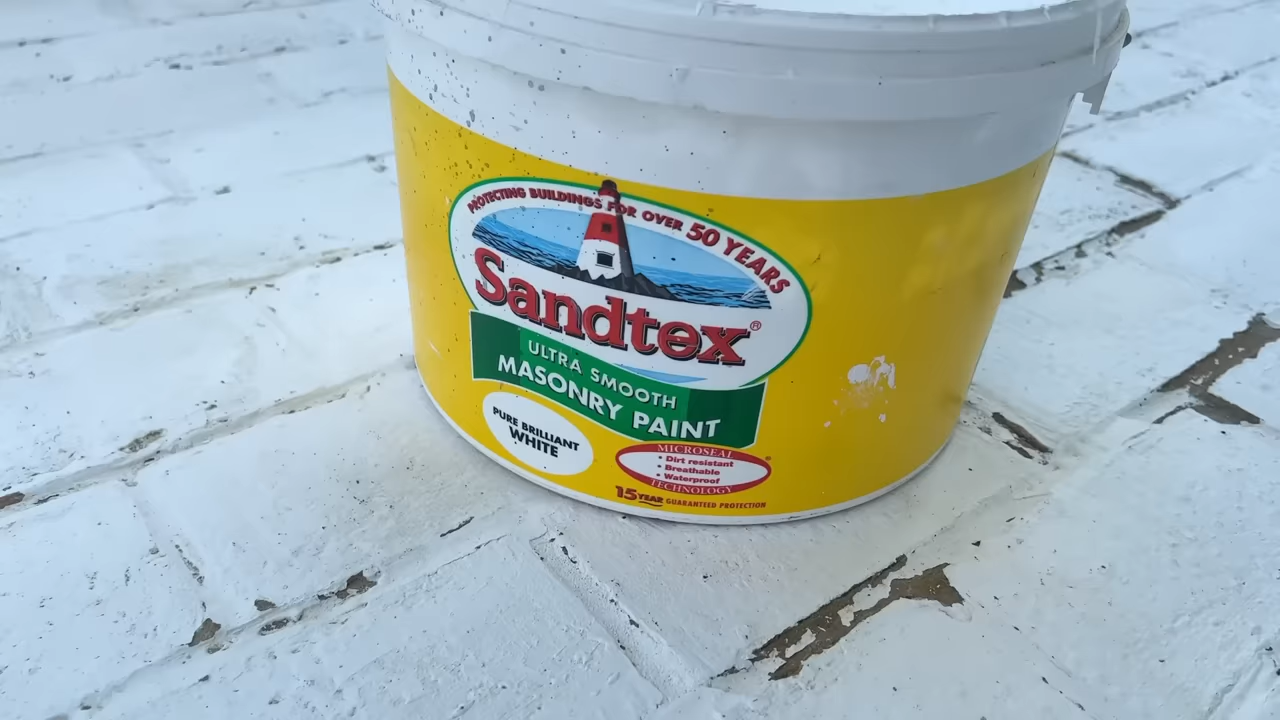 PROTECTING BUILDINGS FOR OVER 50 YEARS
Sandtex®
ULTRA SMOOTH
MASONRY PAINT
PURE BRILLIANT
WHITE
MICROSEAL®
• Dirt resistant
• Breathable
• Waterproof
TECHNOLOGY
15 YEAR GUARANTEED PROTECTION